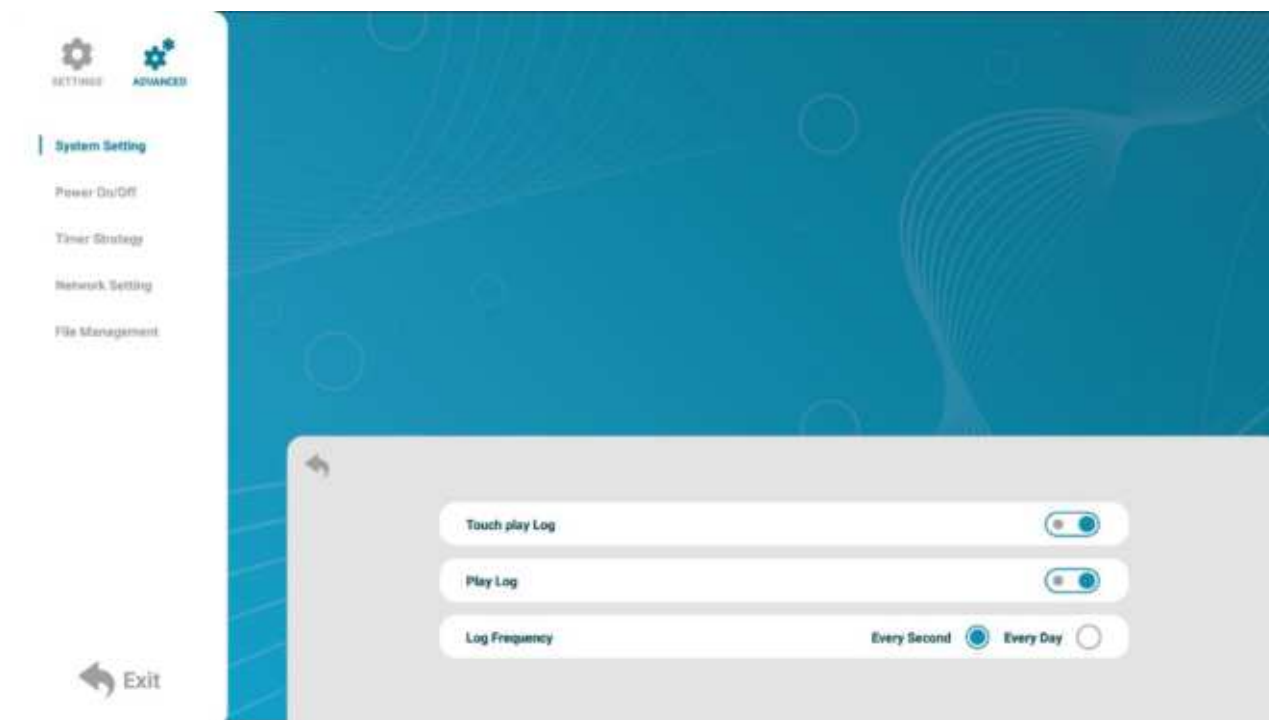 SETTINGS
ADVANCED
System Setting
Power On/Off
Timer Strategy
Network Setting
File Management
Touch play Log
Play Log
Log Frequency Every Second Every Day
Exit